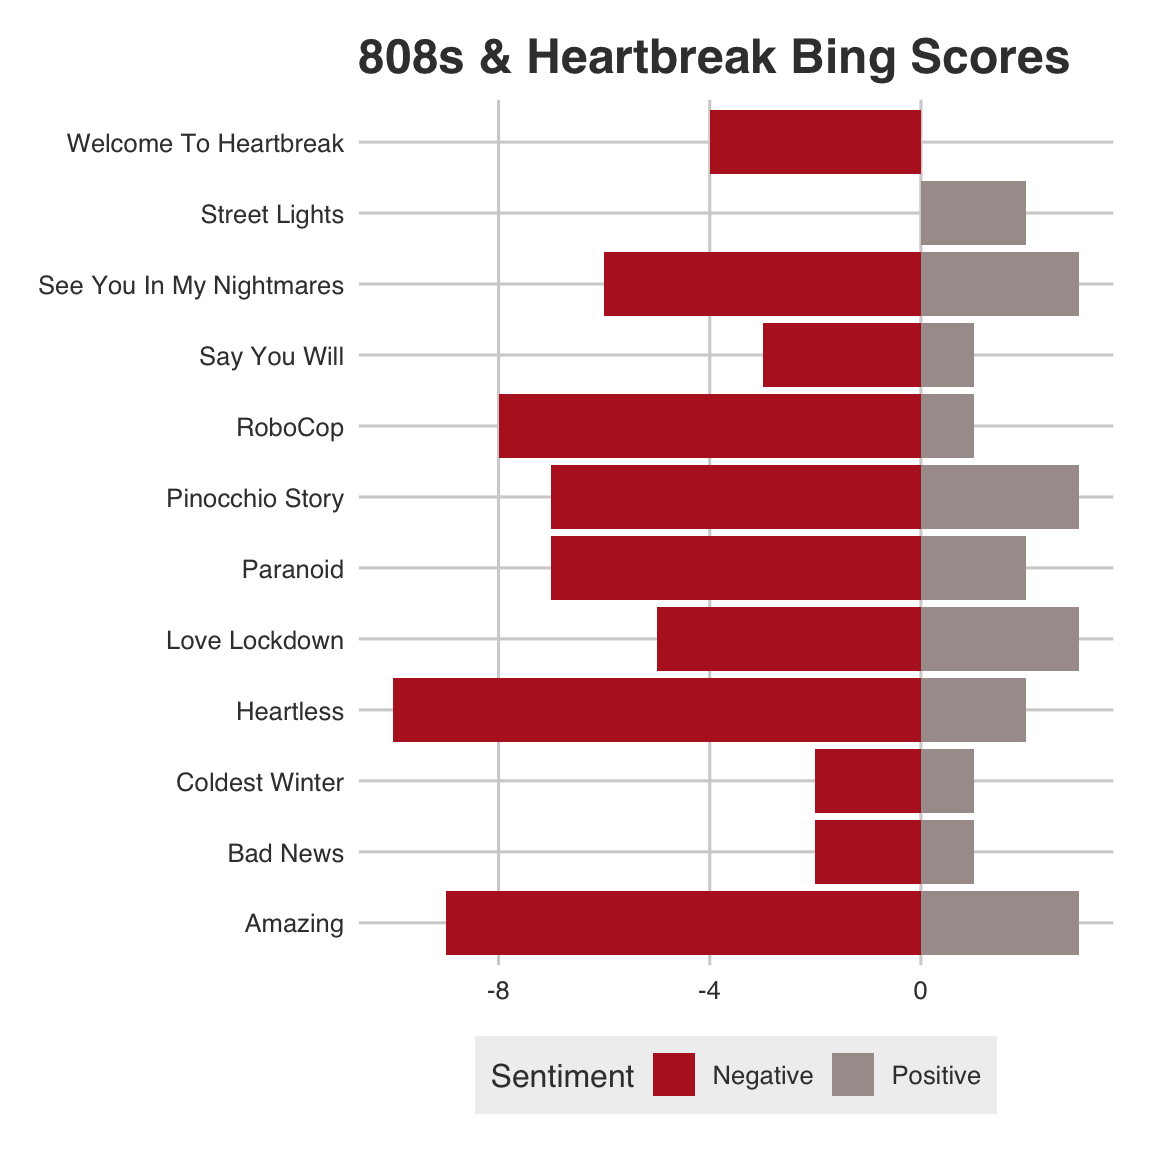 808s & Heartbreak Bing Scores
Welcome To Heartbreak
Street Lights
See You In My Nightmares
Say You Will
RoboCop
Pinocchio Story
Paranoid
Love Lockdown
Heartless
Coldest Winter
Bad News
Amazing
-8 -4 0
Sentiment Negative Positive